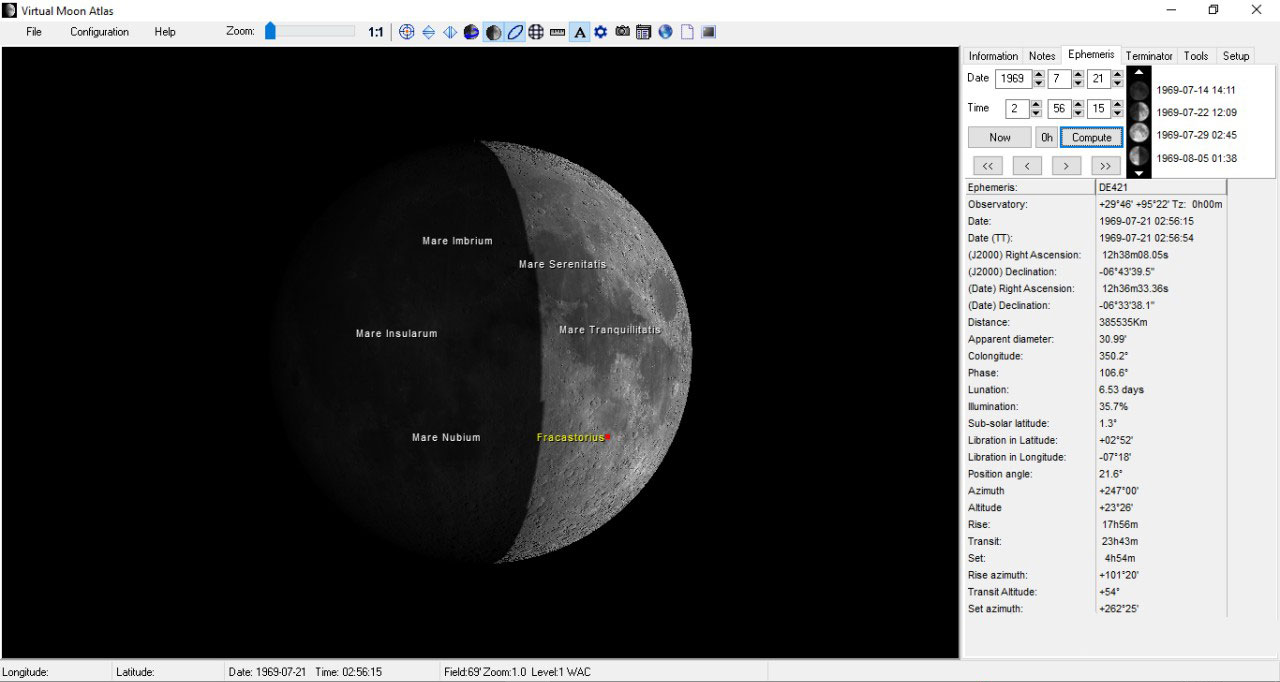 Virtual Moon Atlas
File Configuration Help Zoom: 1:1 A
Information Notes Ephemeris Terminator Tools Setup
Date 1969 7 21
Time 2 56 15
Now 0h Compute
<< < > >>
1969-07-14 14:11
1969-07-22 12:09
1969-07-29 02:45
1969-08-05 01:38
Ephemeris: DE421
Observatory: +29°46' +95°22' Tz: 0h00m
Date: 1969-07-21 02:56:15
Date (TT): 1969-07-21 02:56:54
(J2000) Right Ascension: 12h38m08.05s
(J2000) Declination: -06°43'39.5"
(Date) Right Ascension: 12h36m33.36s
(Date) Declination: -06°33'38.1"
Distance: 385535Km
Apparent diameter: 30.99'
Colongitude: 350.2°
Phase: 106.6°
Lunation: 6.53 days
Illumination: 35.7%
Sub-solar latitude: 1.3°
Libration in Latitude: +02°52'
Libration in Longitude: -07°18'
Position angle: 21.6°
Azimuth +247°00'
Altitude +23°26'
Rise: 17h56m
Transit: 23h43m
Set: 4h54m
Rise azimuth: +101°20'
Transit Altitude: +54°
Set azimuth: +262°25'
Mare Imbrium
Mare Serenitatis
Mare Insularum
Mare Tranquillitatis
Mare Nubium
Fracastorius
Longitude: Latitude: Date: 1969-07-21 Time: 02:56:15 Field:69' Zoom:1.0 Level:1 WAC